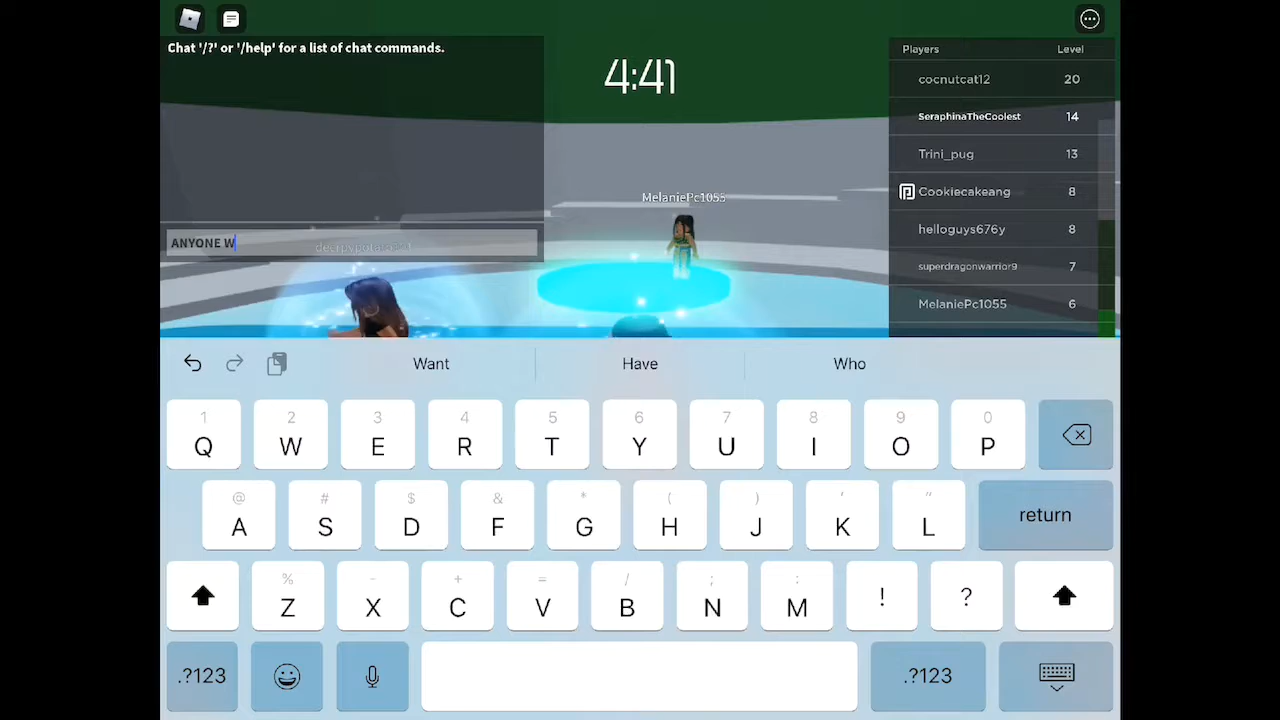 Chat '/?' or '/help' for a list of chat commands.
4:41
Players Level
cocnutcat12 20
SeraphinaTheCoolest 14
Trini_pug 13
Cookiecakeang 8
helloguys676y 8
superdragonwarrior9 7
MelaniePc1055 6
MelaniePc1055
ANYONE W
Want Have Who
1 2 3 4 5 6 7 8 9 0
Q W E R T Y U I O P
@ # $ & * ( ) ' "
A S D F G H J K L return
% - + = / ; :
Z X C V B N M ! ?
.?123 .?123